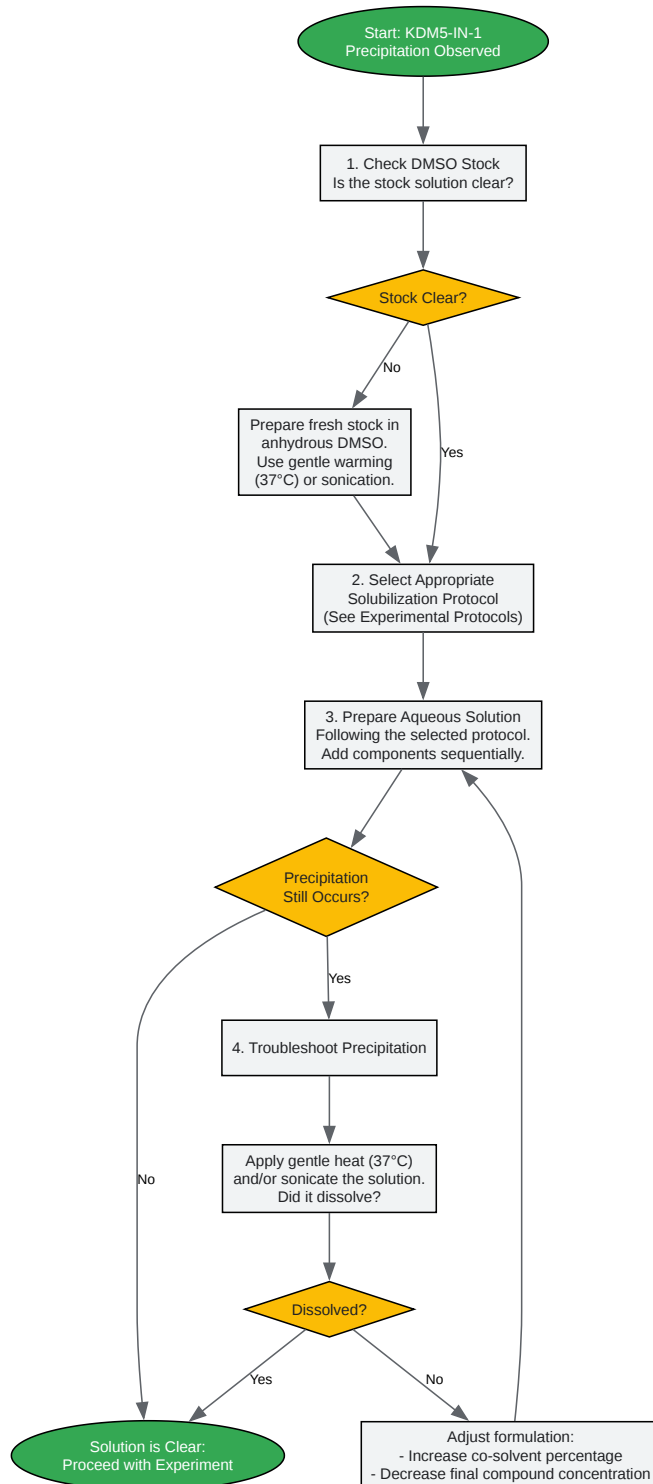 Start: KDM5-IN-1
Precipitation Observed
1. Check DMSO Stock
Is the stock solution clear?
Stock Clear?
No
Prepare fresh stock in
anhydrous DMSO.
Use gentle warming
(37°C) or sonication.
Yes
2. Select Appropriate
Solubilization Protocol
(See Experimental Protocols)
3. Prepare Aqueous Solution
Following the selected protocol.
Add components sequentially.
Precipitation
Still Occurs?
Yes
4. Troubleshoot Precipitation
Apply gentle heat (37°C)
and/or sonicate the solution.
Did it dissolve?
No
Dissolved?
Yes
No
Solution is Clear:
Proceed with Experiment
Adjust formulation:
- Increase co-solvent percentage
- Decrease final compound concentration